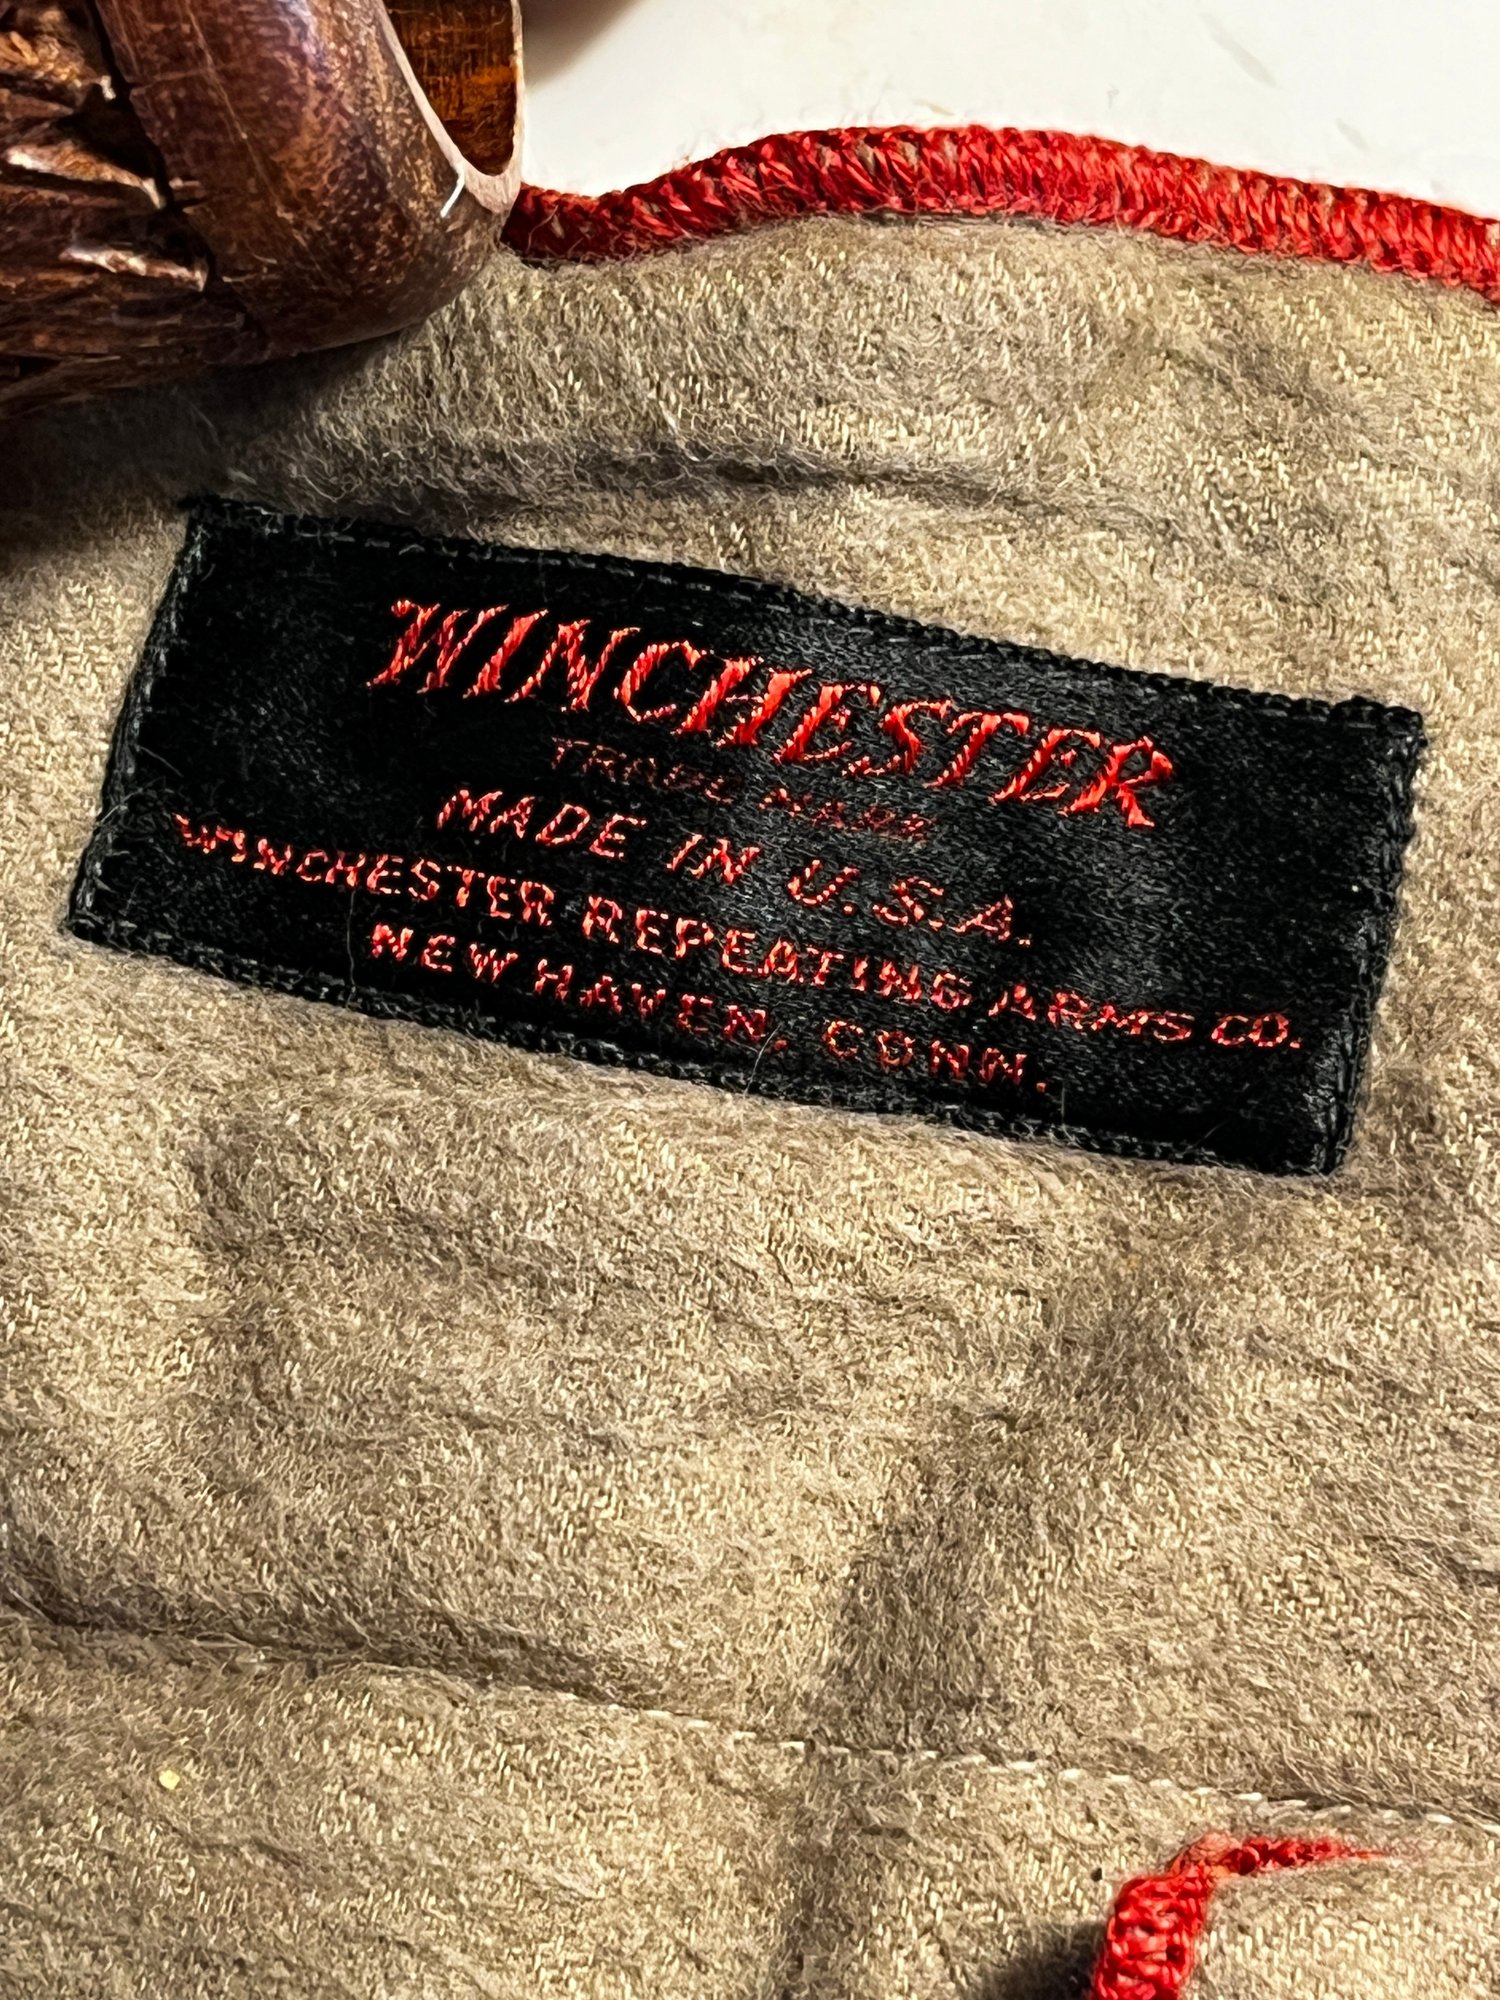 WINCHESTER
TRADE MARK
MADE IN U.S.A.
WINCHESTER REPEATING ARMS CO.
NEW HAVEN, CONN.